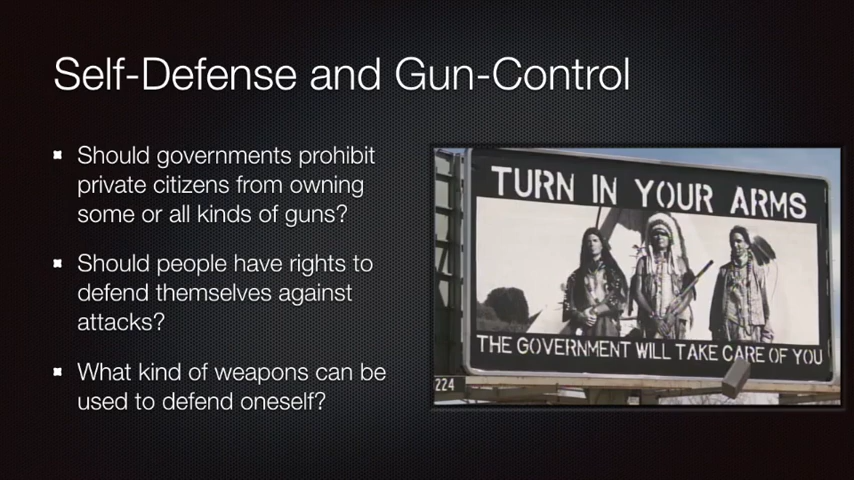 Self-Defense and Gun-Control
Should governments prohibit
private citizens from owning
some or all kinds of guns?
Should people have rights to
defend themselves against
attacks?
What kind of weapons can be
used to defend oneself?
TURN IN YOUR ARMS
THE GOVERNMENT WILL TAKE CARE OF YOU
224